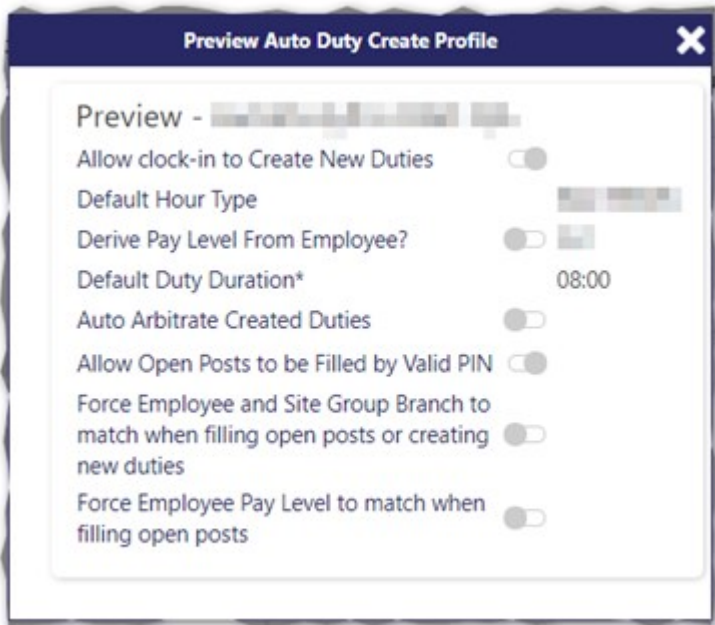 Preview Auto Duty Create Profile
Preview -
Allow clock-in to Create New Duties
Default Hour Type
Derive Pay Level From Employee?
Default Duty Duration* 08:00
Auto Arbitrate Created Duties
Allow Open Posts to be Filled by Valid PIN
Force Employee and Site Group Branch to
match when filling open posts or creating
new duties
Force Employee Pay Level to match when
filling open posts